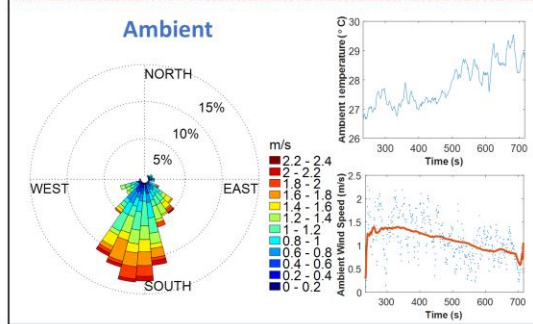 Ambient
NORTH
15%
10%
5%
WEST
EAST
SOUTH
m/s
2.2 - 2.4
2 - 2.2
1.8 - 2
1.6 - 1.8
1.4 - 1.6
1.2 - 1.4
1 - 1.2
0.8 - 1
0.6 - 0.8
0.4 - 0.6
0.2 - 0.4
0 - 0.2
Ambient Temperature (° C)
30
29
28
27
26
300 400 500 600 700
Time (s)
Ambient Wind Speed (m/s)
2.5
2
1.5
1
0.5
0
300 400 500 600 700
Time (s)